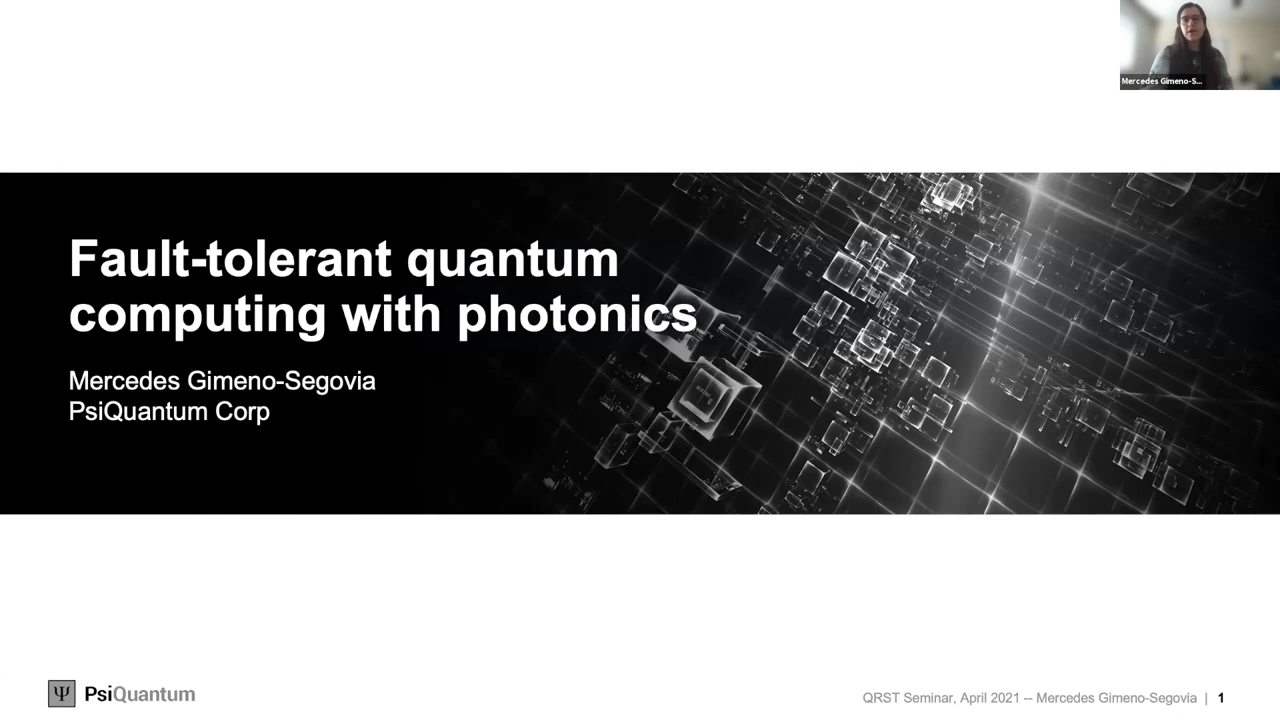 Mercedes Gimeno-S...
Fault-tolerant quantum
computing with photonics
Mercedes Gimeno-Segovia
PsiQuantum Corp
Ψ PsiQuantum
QRST Seminar, April 2021 -- Mercedes Gimeno-Segovia | 1